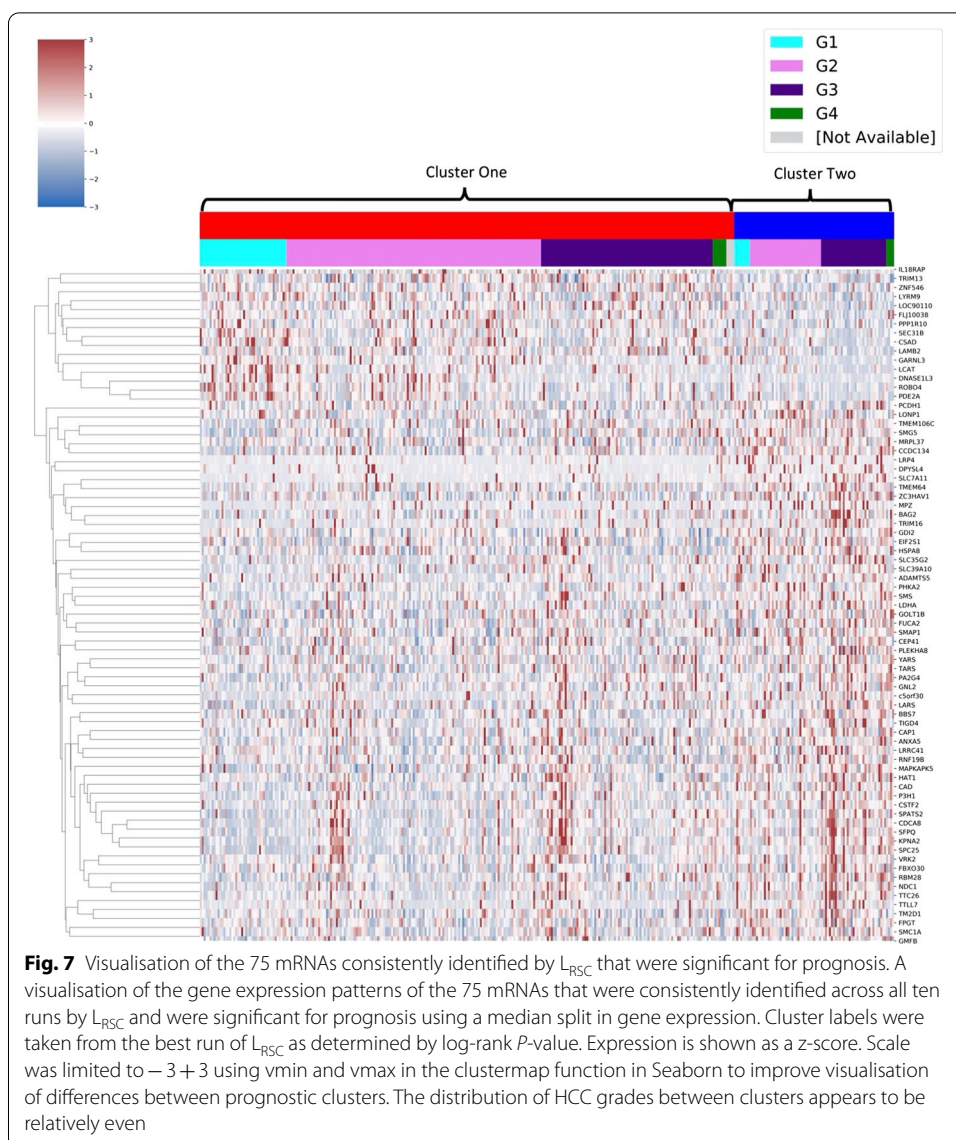 3
2
1
0
−1
−2
−3
G1
G2
G3
G4
[Not Available]
Cluster One
Cluster Two
IL18RAP
TRIM13
ZNF546
LYRM9
LOC90110
FLJ10038
PPP1R10
SEC31B
CSAD
LAMB2
GARNL3
LCAT
DNASE1L3
ROBO4
PDE2A
PCDH1
LONP1
TMEM106C
SMG5
MRPL37
CCDC134
LRP4
DPYSL4
SLC7A11
TMEM64
ZC3HAV1
MPZ
BAG2
TRIM16
GDI2
EIF2S1
HSPA8
SLC35G2
SLC39A10
ADAMTS5
PHKA2
SMS
LDHA
GOLT1B
FUCA2
SMAP1
CEP41
PLEKHA8
YARS
TARS
PA2G4
GNL2
c5orf30
LARS
BBS7
TIGD4
CAP1
ANXA5
LRRC41
RNF19B
MAPKAPK5
HAT1
CAD
P3H1
CSTF2
SPATS2
CDCA8
SFPQ
KPNA2
SPC25
VRK2
FBXO30
RBM28
NDC1
TTC26
TTLL7
TM2D1
FPGT
SMC1A
GMFB
Fig. 7 Visualisation of the 75 mRNAs consistently identified by LRSC that were significant for prognosis. A
visualisation of the gene expression patterns of the 75 mRNAs that were consistently identified across all ten
runs by LRSC and were significant for prognosis using a median split in gene expression. Cluster labels were
taken from the best run of LRSC as determined by log-rank P-value. Expression is shown as a z-score. Scale
was limited to − 3 + 3 using vmin and vmax in the clustermap function in Seaborn to improve visualisation
of differences between prognostic clusters. The distribution of HCC grades between clusters appears to be
relatively even